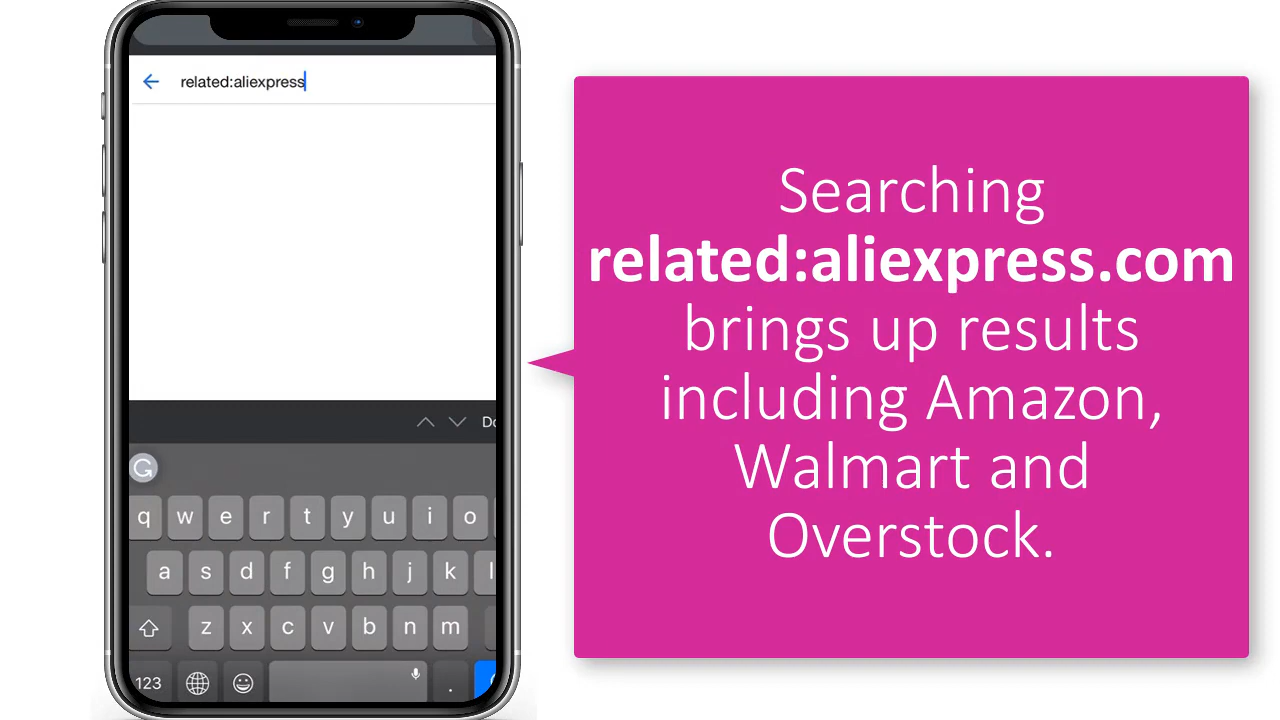 related:aliexpress
Searching
related:aliexpress.com
brings up results
including Amazon,
Walmart and
Overstock.
q w e r t y u i o
a s d f g h j k l
z x c v b n m
123 .